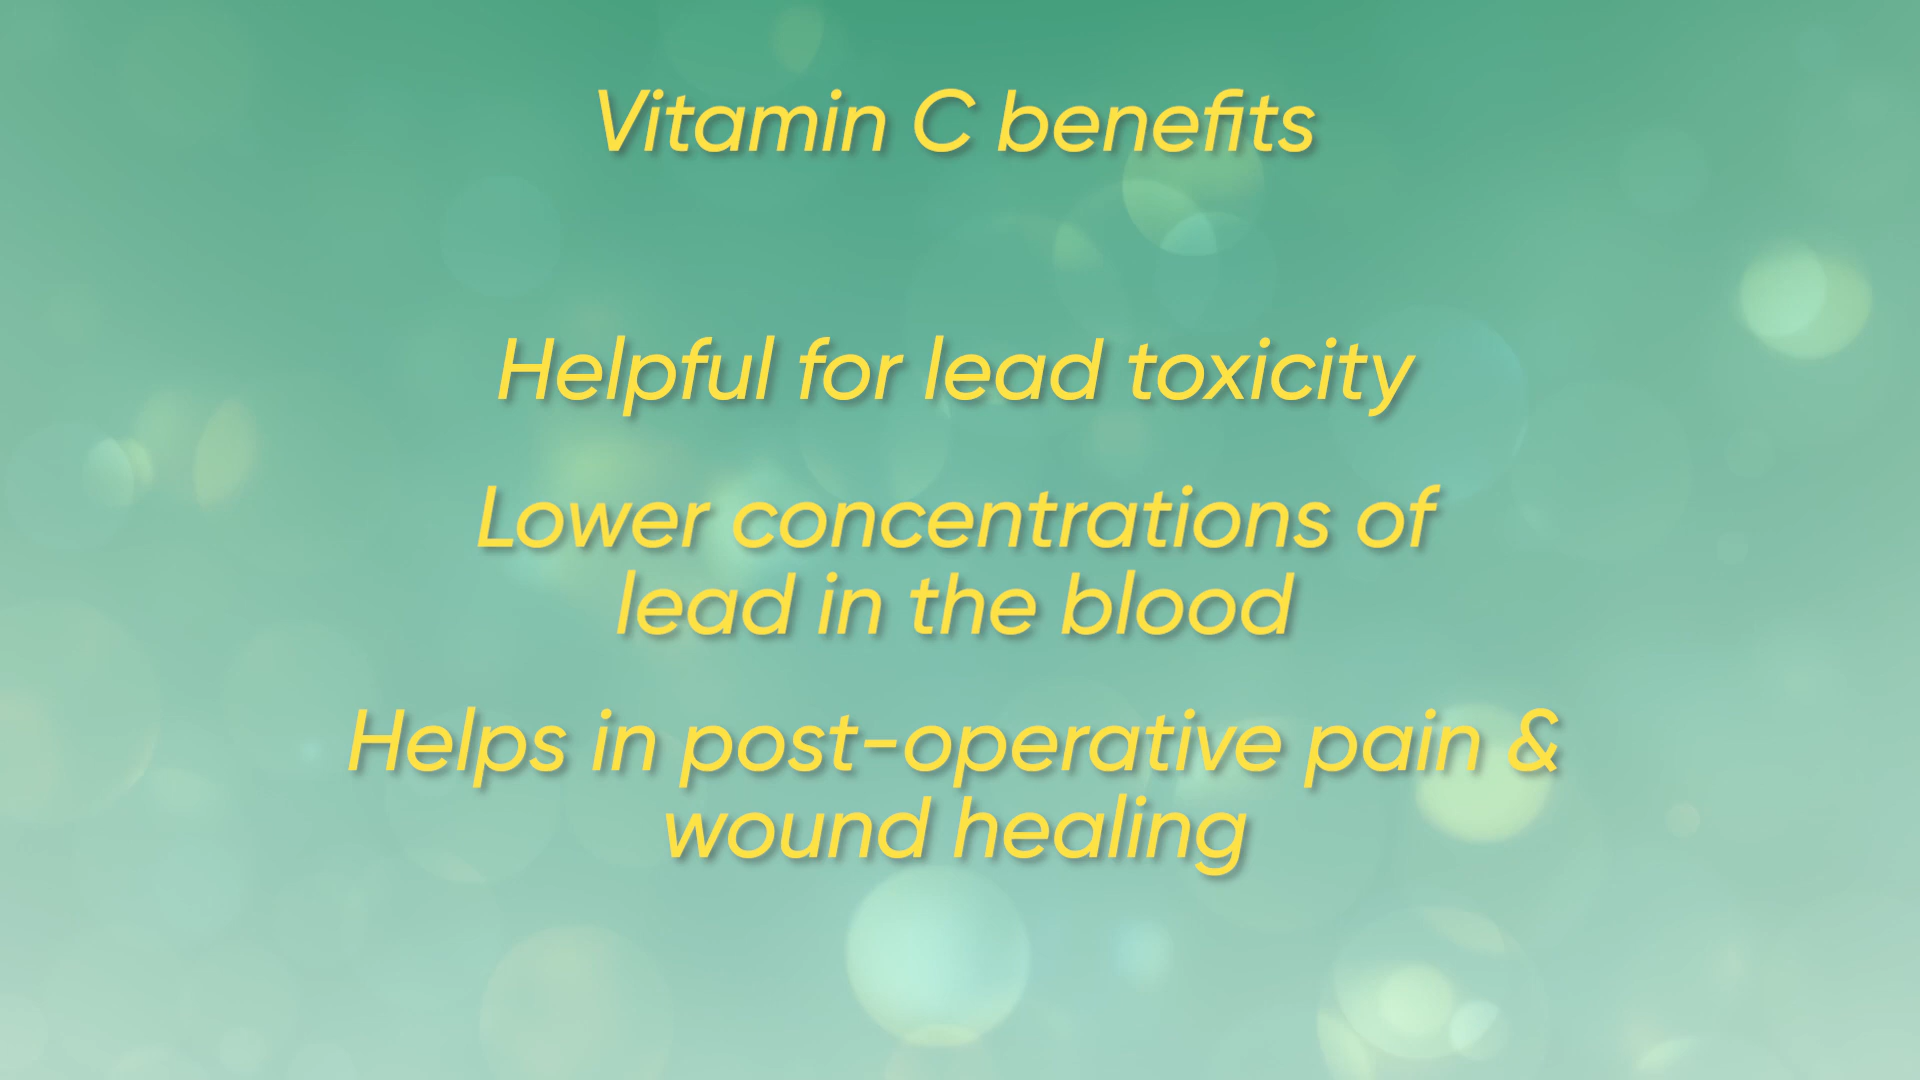 Vitamin C benefits
Helpful for lead toxicity
Lower concentrations of
lead in the blood
Helps in post-operative pain &
wound healing